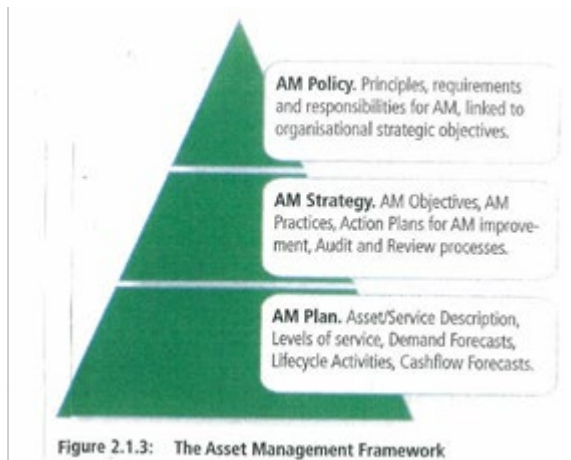 AM Policy. Principles, requirements
and responsibilities for AM, linked to
organisational strategic objectives.
AM Strategy. AM Objectives, AM
Practices, Action Plans for AM improve-
ment, Audit and Review processes.
AM Plan. Asset/Service Description,
Levels of service, Demand Forecasts,
Lifecycle Activities, Cashflow Forecasts.
Figure 2.1.3: The Asset Management Framework